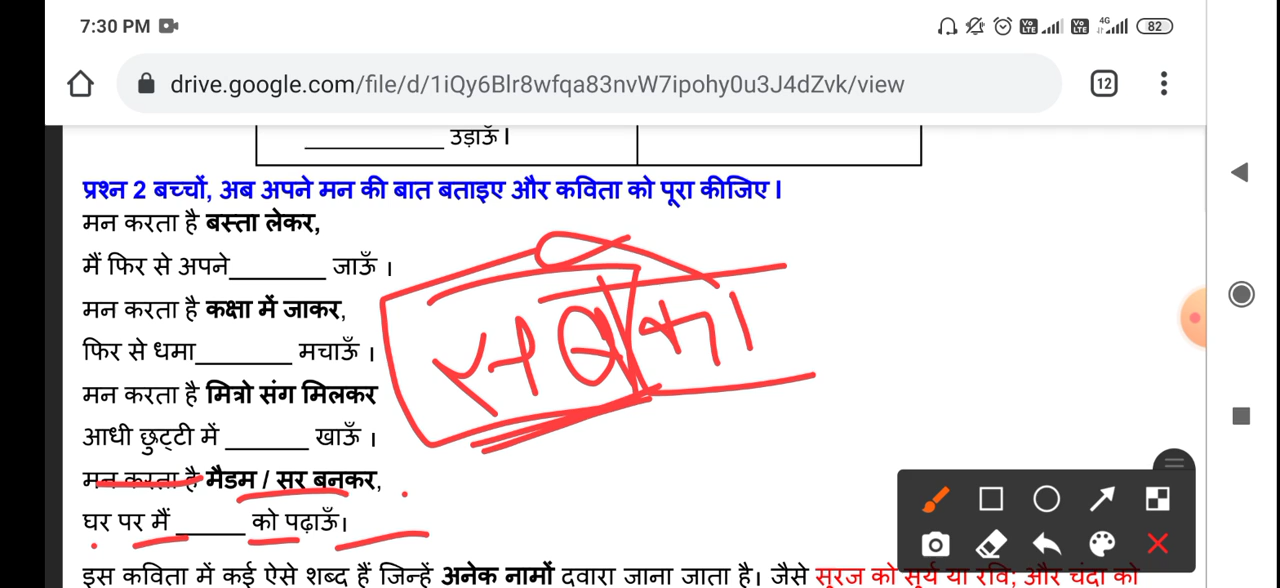 7:30 PM
4G 82
drive.google.com/file/d/1iQy6Blr8wfqa83nvW7ipohy0u3J4dZvk/view
12
__________ उड़ाऊँ।
प्रश्न 2 बच्चों, अब अपने मन की बात बताइए और कविता को पूरा कीजिए।
मन करता है बस्ता लेकर,
मैं फिर से अपने_______ जाऊँ ।
मन करता है कक्षा में जाकर,
फिर से धमा_______ मचाऊँ ।
मन करता है मित्रो संग मिलकर
आधी छुट्टी में ______ खाऊँ ।
मन करता है मैडम / सर बनकर,
घर पर मैं _____ को पढ़ाऊँ।
इस कविता में कई ऐसे शब्द हैं जिन्हें अनेक नामों दवारा जाना जाता है। जैसे सूरज को सूर्य या रवि; और चंदा को